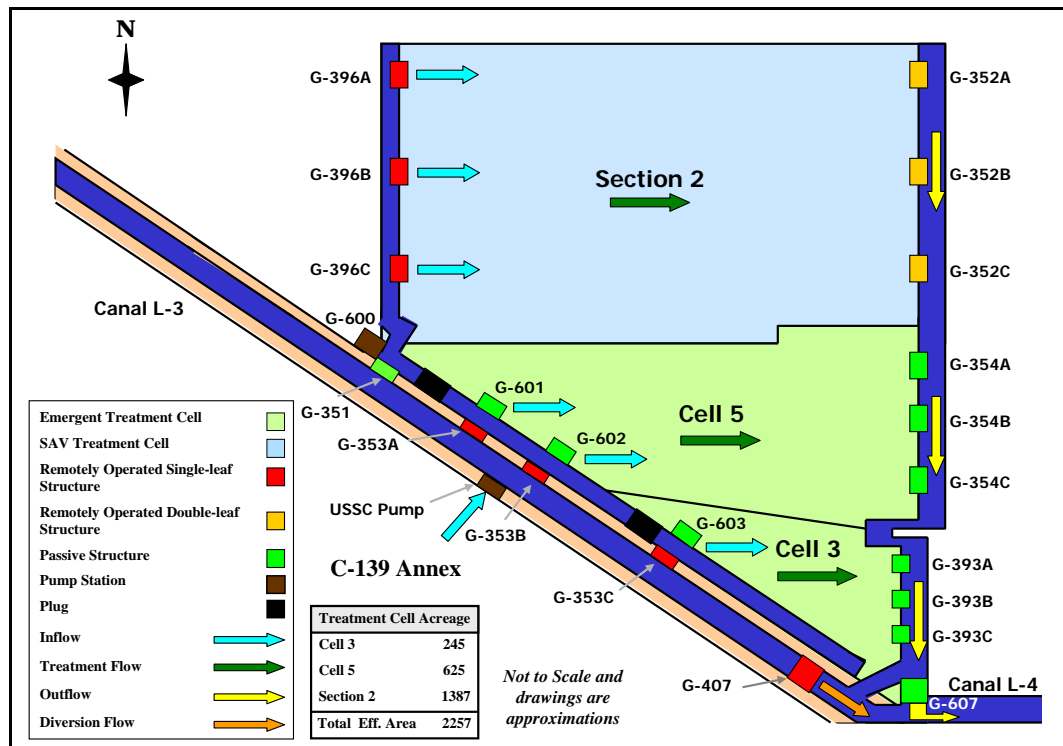 N
G-396A
G-352A
G-396B
Section 2
G-352B
G-396C
G-352C
Canal L-3
G-600
G-351
G-601
G-354A
G-353A
G-602
Cell 5
G-354B
G-354C
USSC Pump
G-353B
G-603
Cell 3
G-393A
C-139 Annex
G-353C
G-393B
G-393C
G-407
Canal L-4
G-607
Emergent Treatment Cell
SAV Treatment Cell
Remotely Operated Single-leaf
Structure
Remotely Operated Double-leaf
Structure
Passive Structure
Pump Station
Plug
Inflow
Treatment Flow
Outflow
Diversion Flow
Treatment Cell Acreage
Cell 3 245
Cell 5 625
Section 2 1387
Total Eff. Area 2257
Not to Scale and
drawings are
approximations